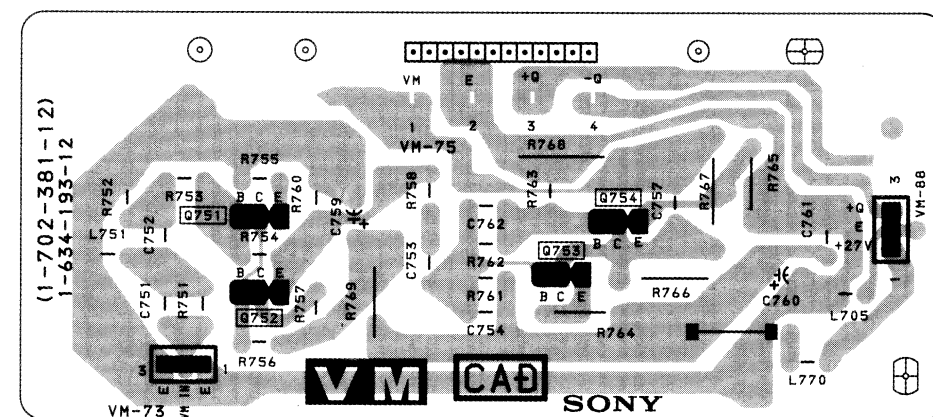 VM E +Q -Q
1 2 3 4
VM-75
R768
R755
R752
R753
B C E
Q751
R754
R760
C759
+
R758
R763
Q754
B C E
C757
R767
R765
3
VM-88
+Q
E
+27V
1
C761
L751
C752
C762
C753
R762
Q753
B C E
R766
+
C760
L705
C751
R751
B C E
Q752
R757
R769
R761
C754
R764
R756
L770
3 1
E
VM IN
E
VM-73
VM
CAD
SONY
(1-702-381-12)
1-634-193-12